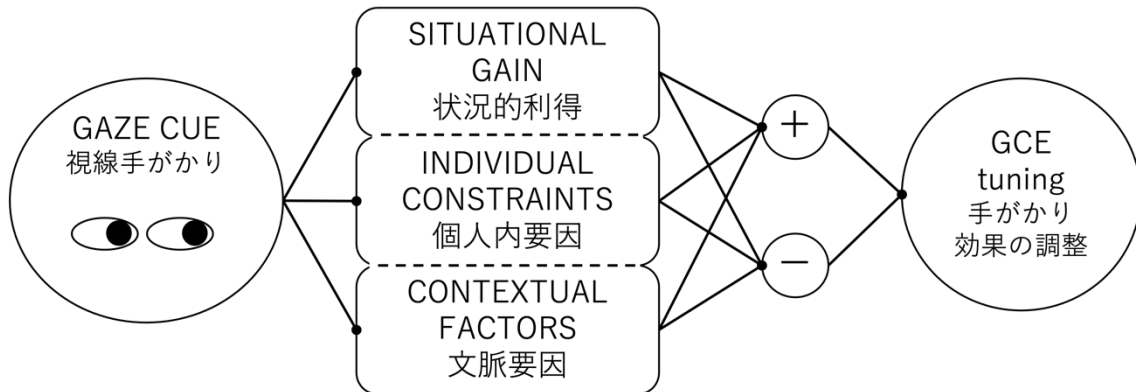 GAZE CUE
視線手がかり
SITUATIONAL
GAIN
状況的利得
INDIVIDUAL
CONSTRAINTS
個人内要因
CONTEXTUAL
FACTORS
文脈要因
+
−
GCE
tuning
手がかり
効果の調整